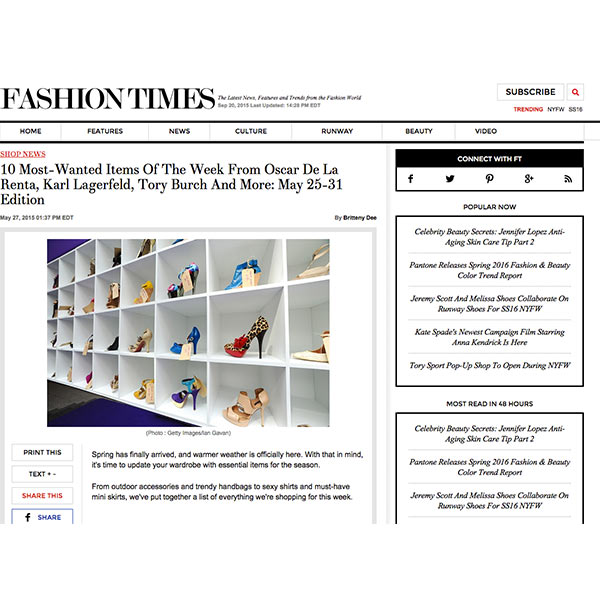 FASHION TIMES
The Latest News, Features and Trends from the Fashion World
Sep 30, 2015 Last Updated: 14:28 PM EDT
SUBSCRIBE
TRENDING NYFW SS16
HOME FEATURES NEWS CULTURE RUNWAY BEAUTY VIDEO
SHOP NEWS
10 Most-Wanted Items Of The Week From Oscar De La
Renta, Karl Lagerfeld, Tory Burch And More: May 25-31
Edition
May 27, 2015 01:37 PM EDT
By Britteny Dee
(Photo : Getty Images/Ian Gavan)
PRINT THIS
TEXT + -
SHARE THIS
f SHARE
Spring has finally arrived, and warmer weather is officially here. With that in mind,
it's time to update your wardrobe with essential items for the season.
From outdoor accessories and trendy handbags to sexy shirts and must-have
mini skirts, we've put together a list of everything we're shopping for this week.
CONNECT WITH FT
POPULAR NOW
Celebrity Beauty Secrets: Jennifer Lopez Anti-
Aging Skin Care Tip Part 2
Pantone Releases Spring 2016 Fashion & Beauty
Color Trend Report
Jeremy Scott And Melissa Shoes Collaborate On
Runway Shoes For SS16 NYFW
Kate Spade's Newest Campaign Film Starring
Anna Kendrick Is Here
Tory Sport Pop-Up Shop To Open During NYFW
MOST READ IN 48 HOURS
Celebrity Beauty Secrets: Jennifer Lopez Anti-
Aging Skin Care Tip Part 2
Pantone Releases Spring 2016 Fashion & Beauty
Color Trend Report
Jeremy Scott And Melissa Shoes Collaborate On
Runway Shoes For SS16 NYFW